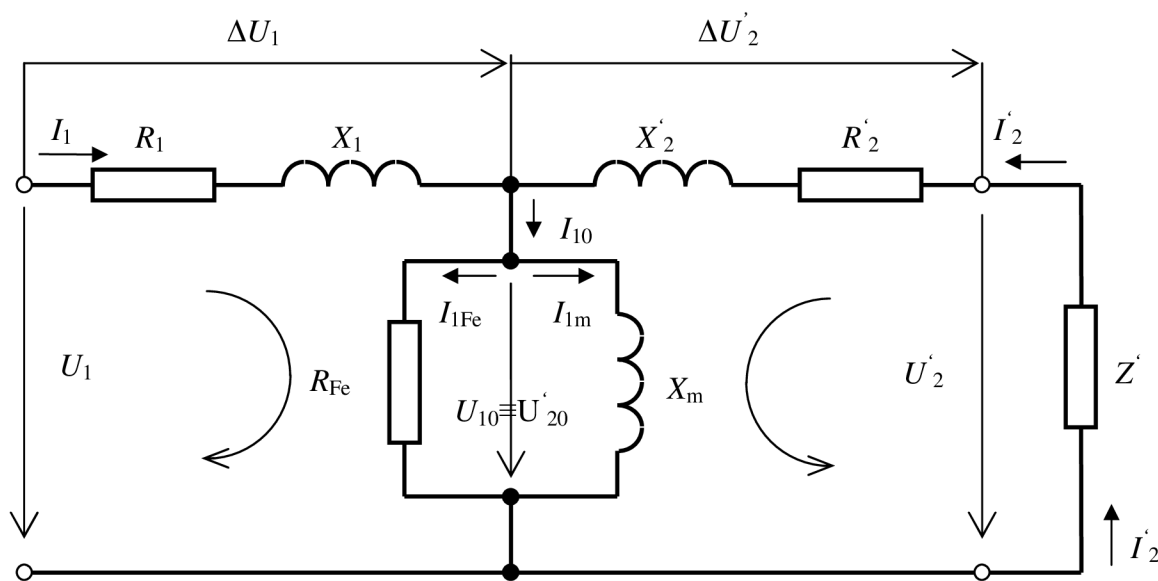 ΔU1 ΔU'2
I1 R1 X1 X'2 R'2 I'2
I10
I1Fe I1m
U1 RFe U10≡U'20 Xm U'2 Z'
I'2